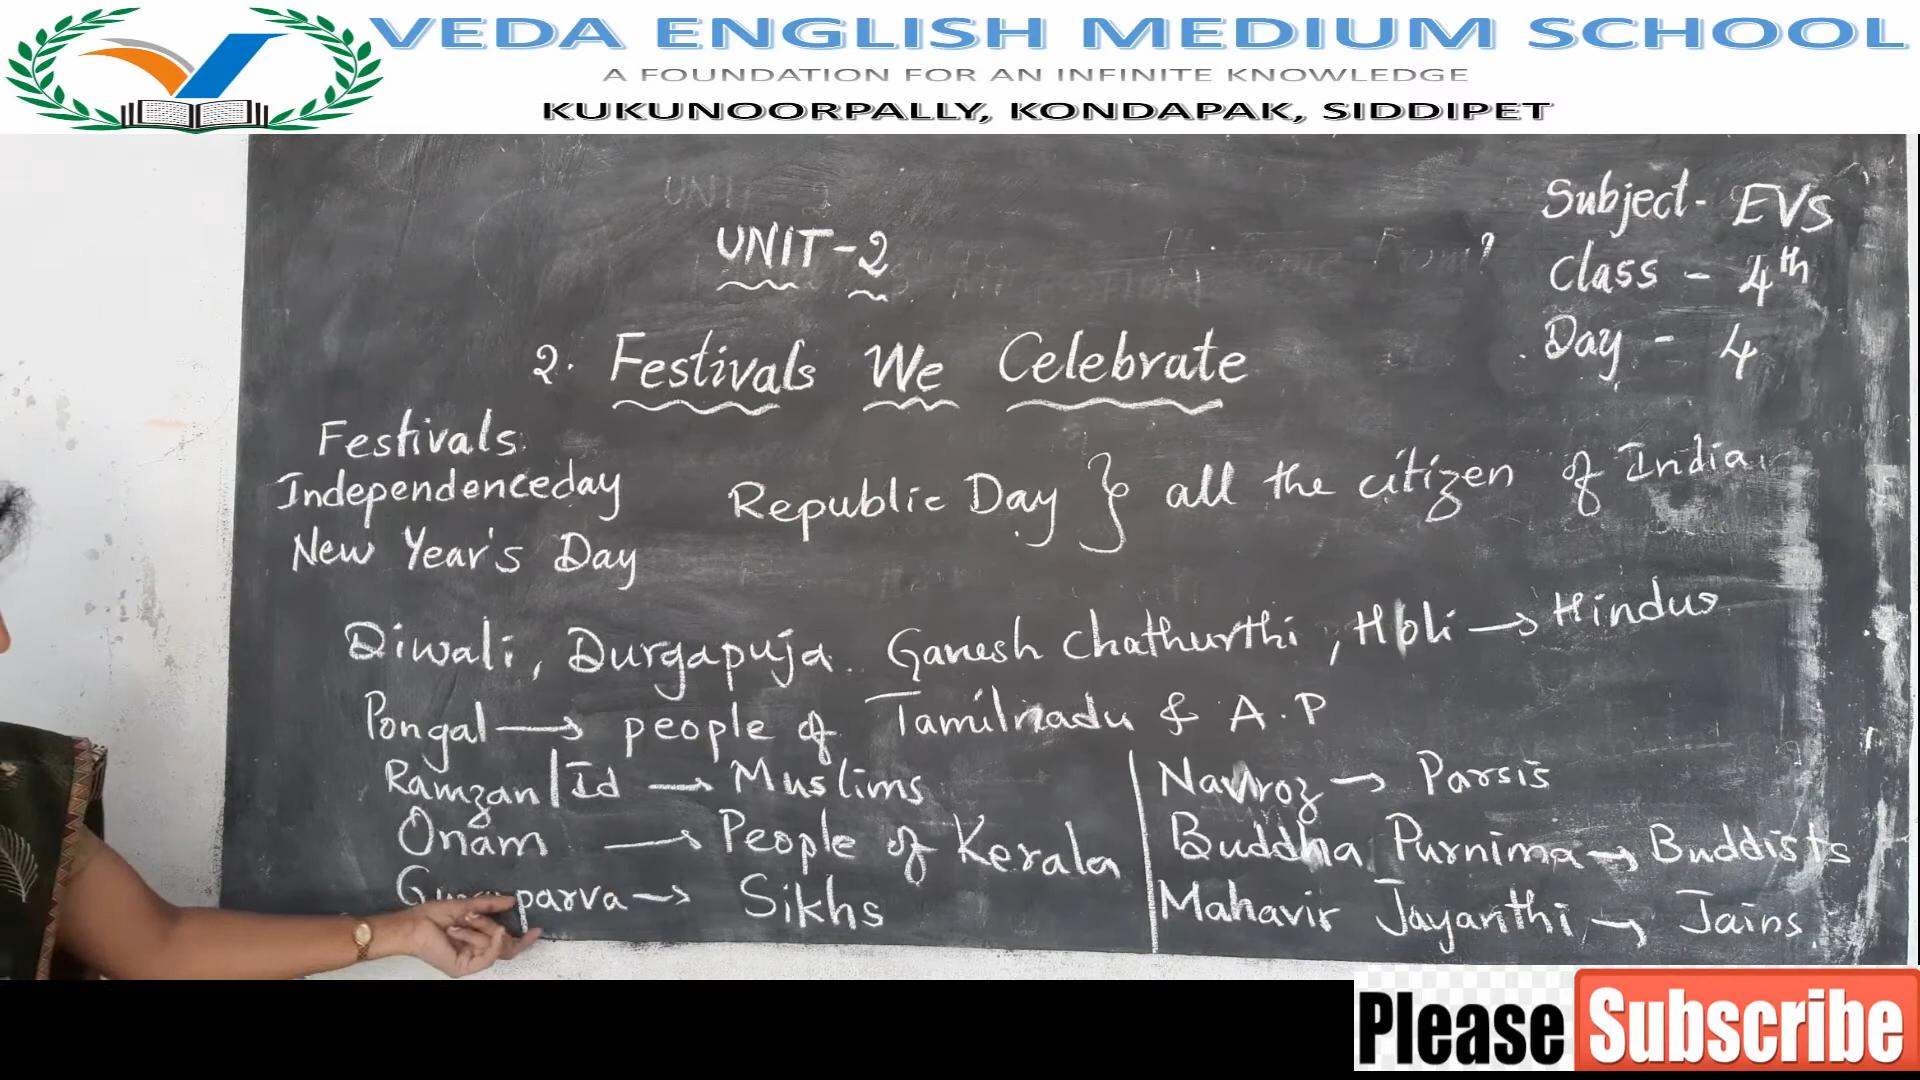 VEDA ENGLISH MEDIUM SCHOOL
A FOUNDATION FOR AN INFINITE KNOWLEDGE
KUKUNOORPALLY, KONDAPAK, SIDDIPET
UNIT 2
Subject - EVS
UNIT-2
Class - 4th
Day - 4
2. Festivals We Celebrate
Festivals.
Independenceday Republic Day } all the citizen of India.
New Year's Day
Diwali, Durgapuja. Ganesh Chathurthi, Holi → Hindus
Pongal → people of Tamilnadu & A.P
Ramzan/Id → Muslims
Onam → People of Kerala
parva → Sikhs
Navroz → Parsis
Buddha Purnima → Buddists
Mahavir Jayanthi → Jains.
Please Subscribe